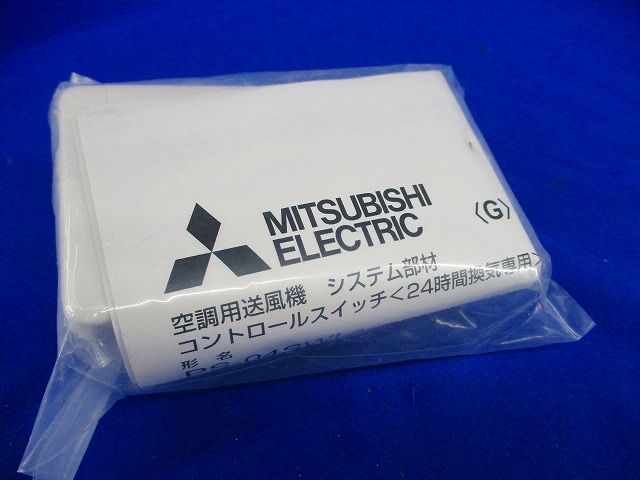 MITSUBISHI
ELECTRIC
〈G〉
空調用送風機 システム部材
コントロールスイッチ<24時間換気専用>
形名